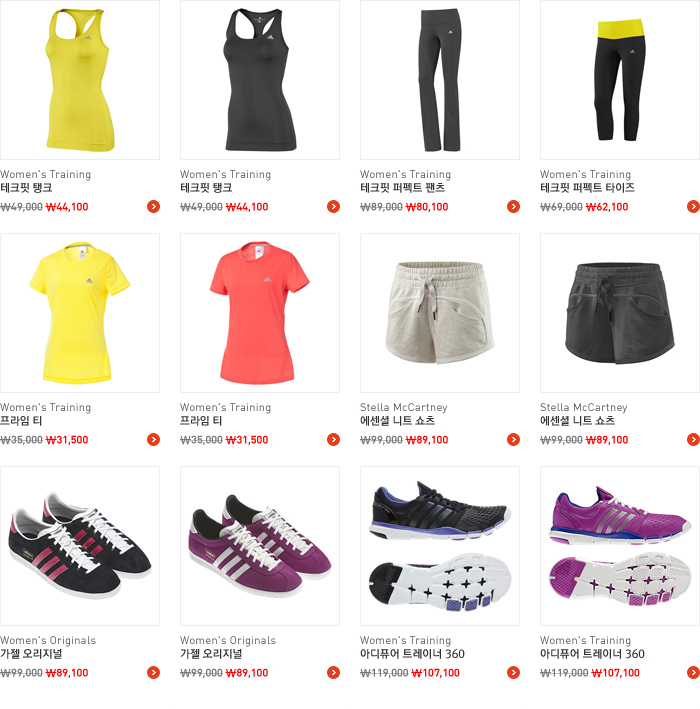 Women's Training
테크핏 탱크
₩49,000 ₩44,100
Women's Training
테크핏 탱크
₩49,000 ₩44,100
Women's Training
테크핏 퍼펙트 팬츠
₩89,000 ₩80,100
Women's Training
테크핏 퍼펙트 타이즈
₩69,000 ₩62,100
Women's Training
프라임 티
₩35,000 ₩31,500
Women's Training
프라임 티
₩35,000 ₩31,500
Stella McCartney
에센셜 니트 쇼츠
₩99,000 ₩89,100
Stella McCartney
에센셜 니트 쇼츠
₩99,000 ₩89,100
Women's Originals
가젤 오리지널
₩99,000 ₩89,100
Women's Originals
가젤 오리지널
₩99,000 ₩89,100
Women's Training
아디퓨어 트레이너 360
₩119,000 ₩107,100
Women's Training
아디퓨어 트레이너 360
₩119,000 ₩107,100